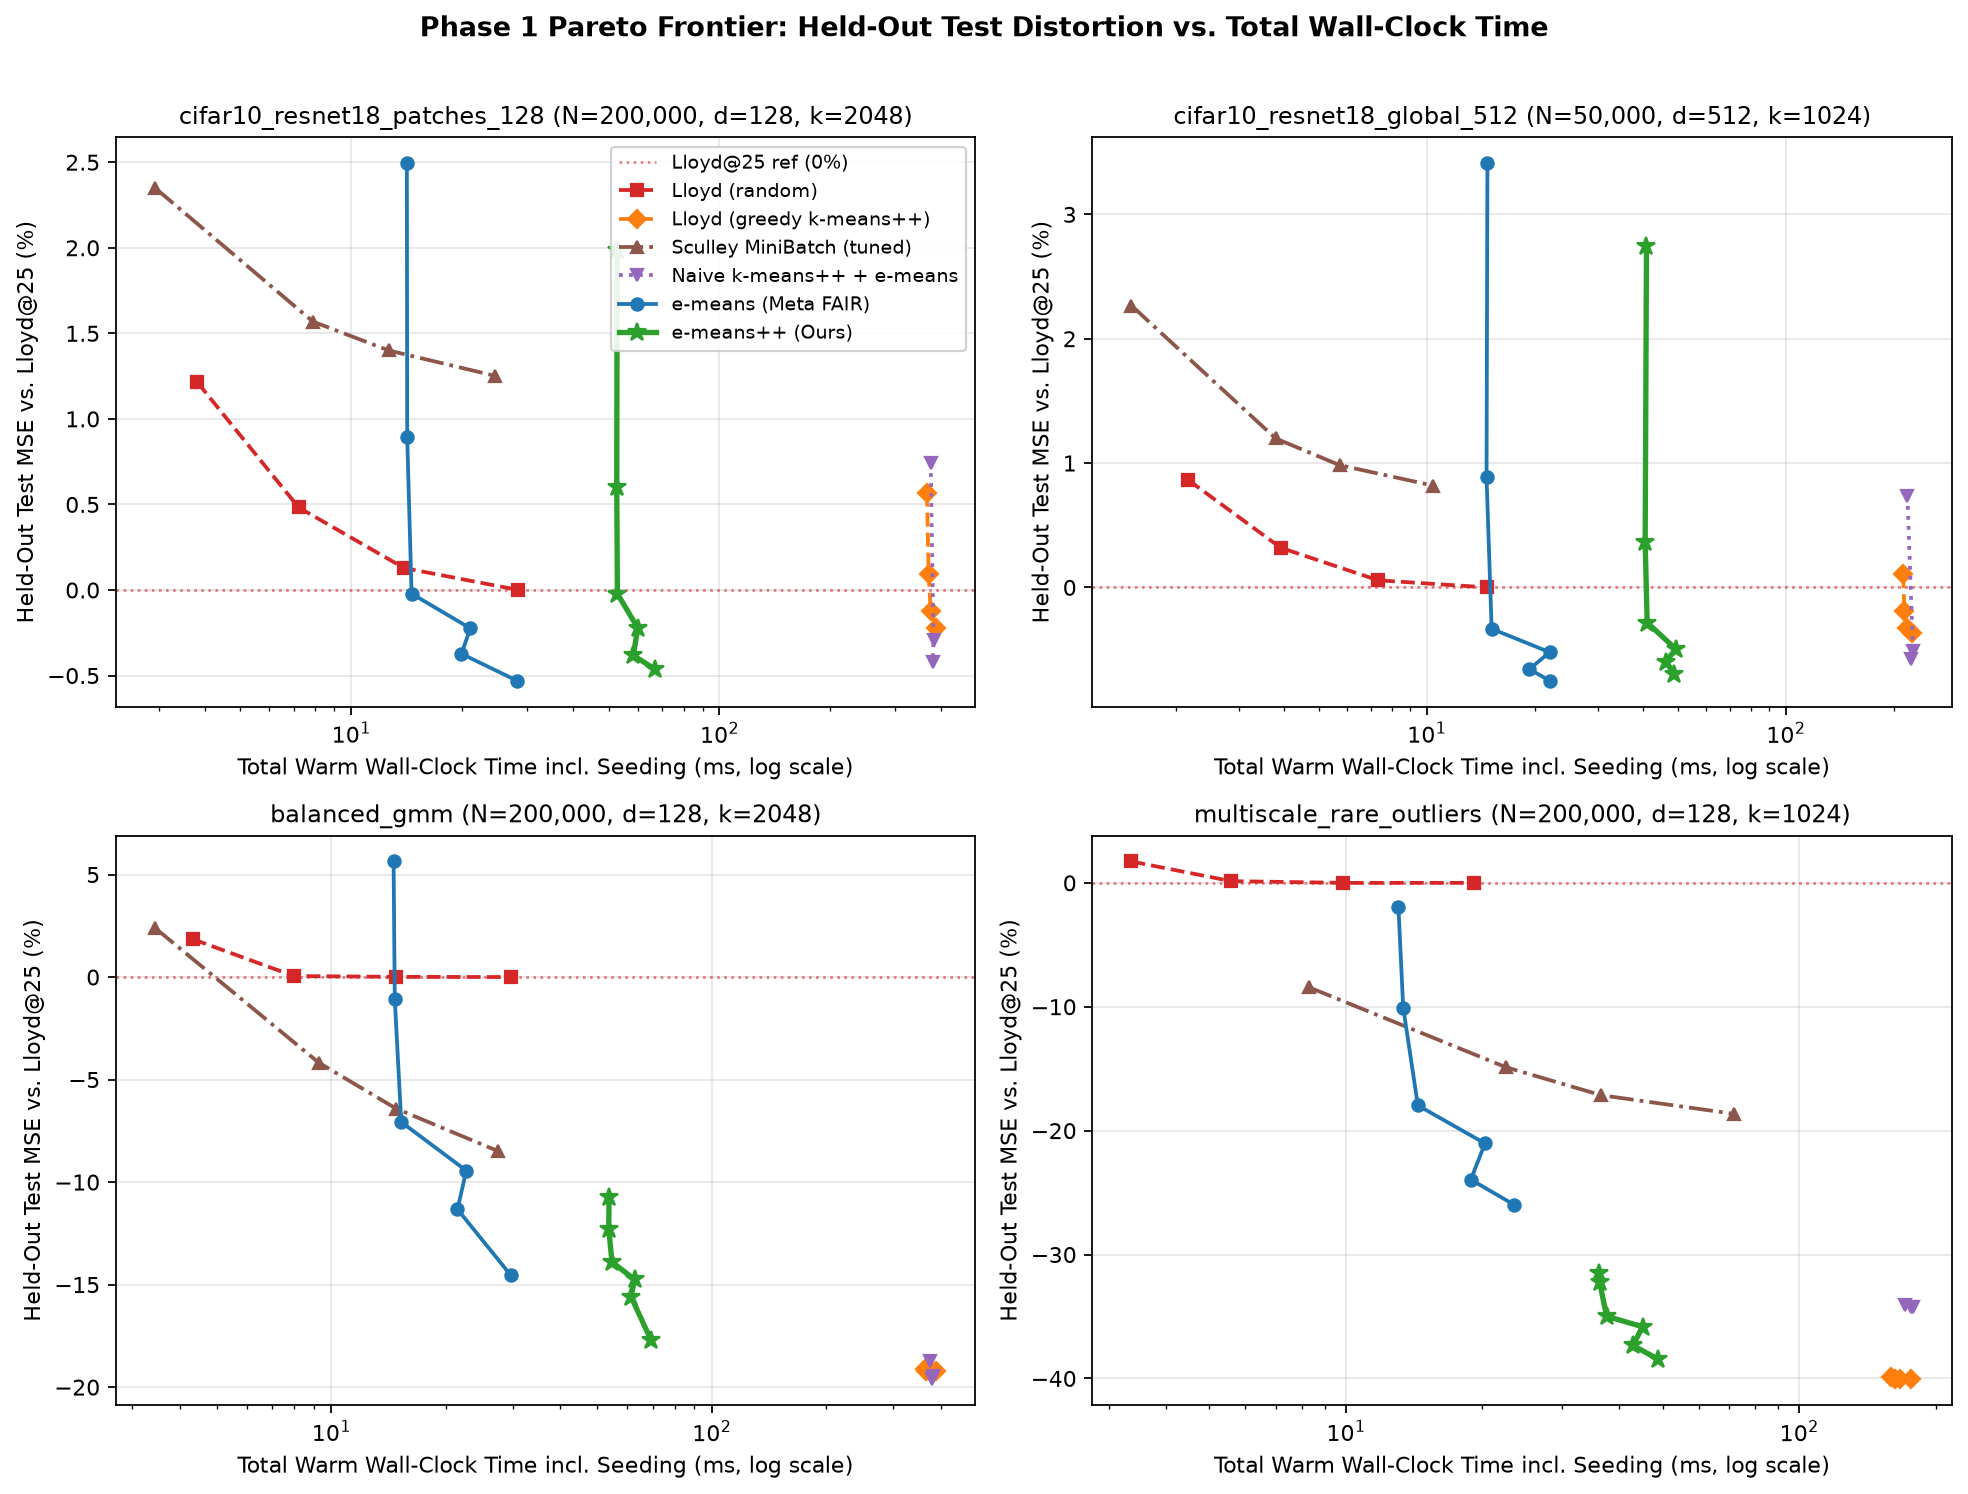 Phase 1 Pareto Frontier: Held-Out Test Distortion vs. Total Wall-Clock Time
cifar10_resnet18_patches_128 (N=200,000, d=128, k=2048)
Held-Out Test MSE vs. Lloyd@25 (%)
2.5
2.0
1.5
1.0
0.5
0.0
−0.5
Lloyd@25 ref (0%)
Lloyd (random)
Lloyd (greedy k-means++)
Sculley MiniBatch (tuned)
Naive k-means++ + e-means
e-means (Meta FAIR)
e-means++ (Ours)
10¹
10²
Total Warm Wall-Clock Time incl. Seeding (ms, log scale)
cifar10_resnet18_global_512 (N=50,000, d=512, k=1024)
Held-Out Test MSE vs. Lloyd@25 (%)
3
2
1
0
10¹
10²
Total Warm Wall-Clock Time incl. Seeding (ms, log scale)
balanced_gmm (N=200,000, d=128, k=2048)
Held-Out Test MSE vs. Lloyd@25 (%)
5
0
−5
−10
−15
−20
10¹
10²
Total Warm Wall-Clock Time incl. Seeding (ms, log scale)
multiscale_rare_outliers (N=200,000, d=128, k=1024)
Held-Out Test MSE vs. Lloyd@25 (%)
0
−10
−20
−30
−40
10¹
10²
Total Warm Wall-Clock Time incl. Seeding (ms, log scale)